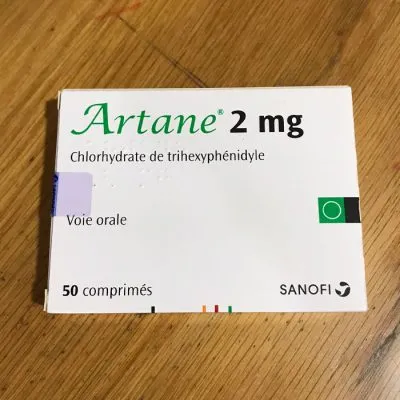 Artane® 2 mg
Chlorhydrate de trihexyphénidyle
Voie orale
50 comprimés
SANOFI